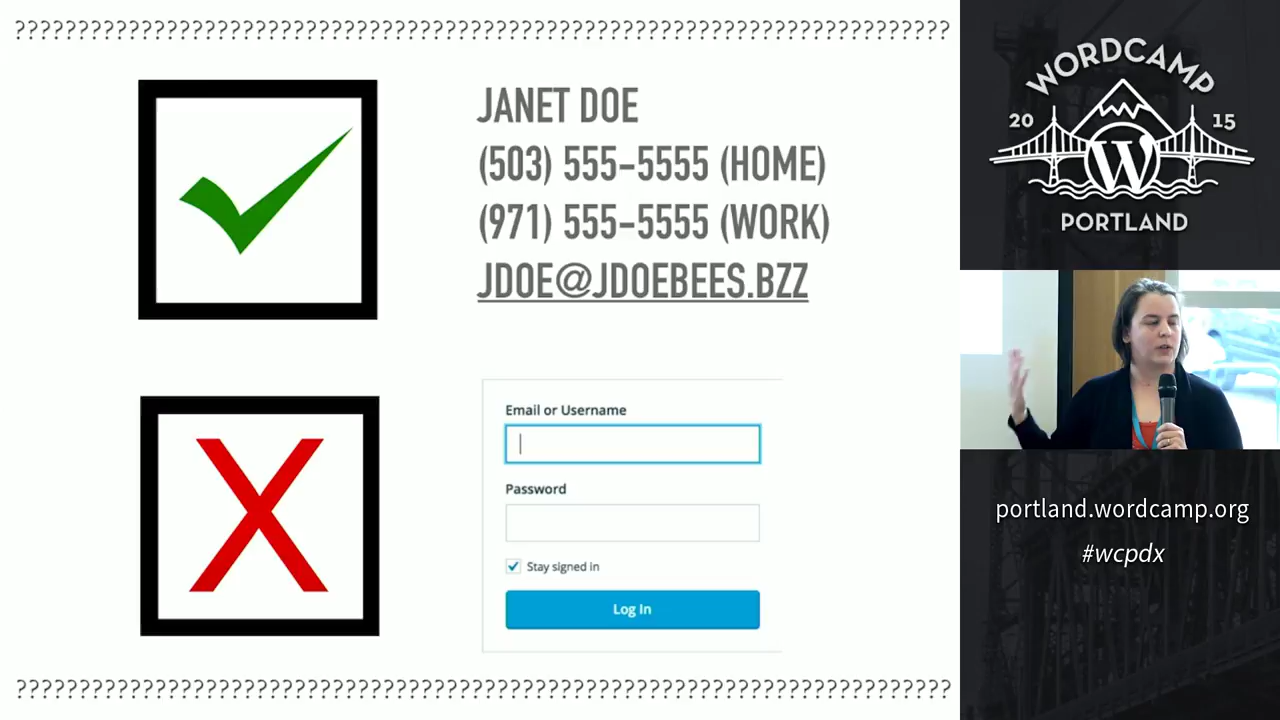 ????????????????????????????????????????????????????????????????????????
JANET DOE
(503) 555-5555 (HOME)
(971) 555-5555 (WORK)
JDOE@JDOEBEES.BZZ
X
Email or Username
Password
Stay signed in
Log In
????????????????????????????????????????????????????????????????????????
WORDCAMP
20 15
W
PORTLAND
portland.wordcamp.org
#wcpdx